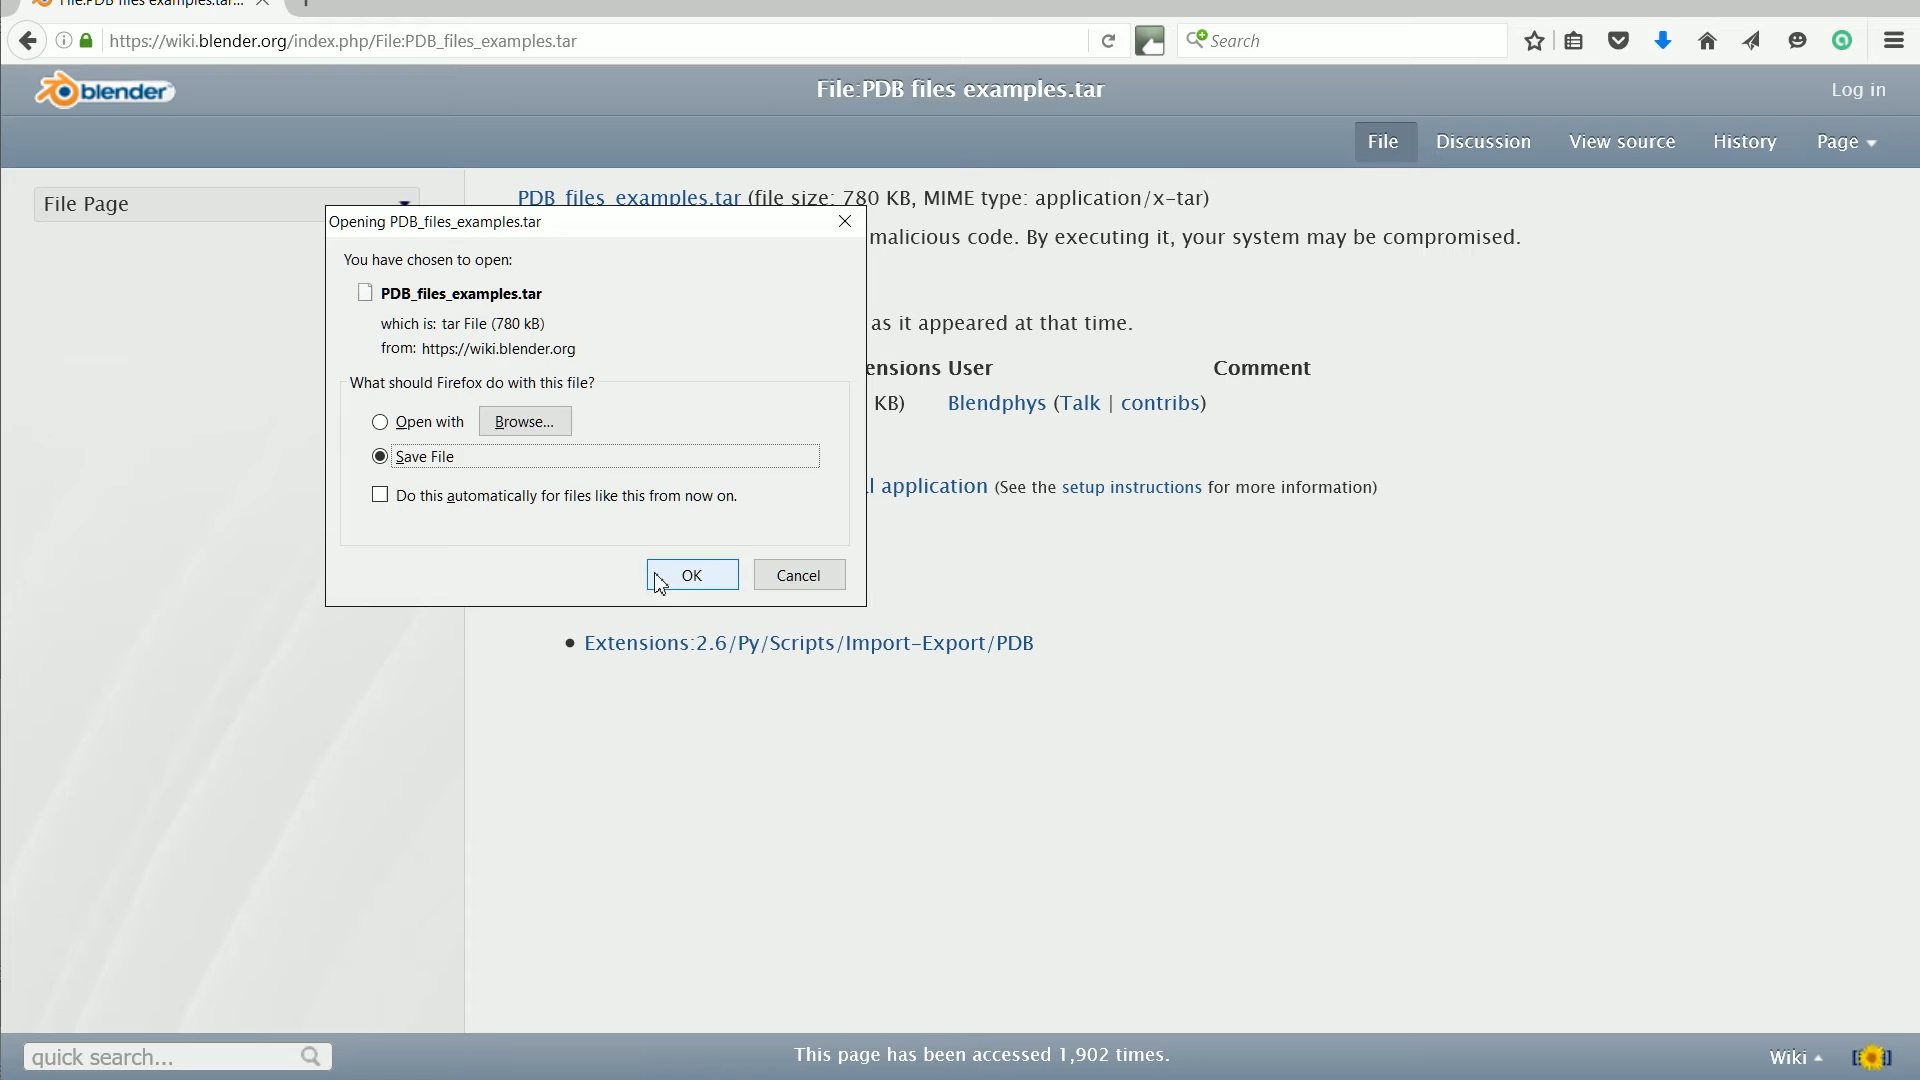 File:PDB files examples.tar...
https://wiki.blender.org/index.php/File:PDB_files_examples.tar
Search
blender
File:PDB files examples.tar
Log in
File
Discussion
View source
History
Page
File Page
PDB files examples.tar (file size: 780 KB, MIME type: application/x-tar)
Opening PDB_files_examples.tar
malicious code. By executing it, your system may be compromised.
You have chosen to open:
PDB_files_examples.tar
which is: tar File (780 kB)
as it appeared at that time.
from: https://wiki.blender.org
ensions User
Comment
What should Firefox do with this file?
KB)
Blendphys (Talk | contribs)
Open with
Browse...
Save File
l application (See the setup instructions for more information)
Do this automatically for files like this from now on.
OK
Cancel
Extensions:2.6/Py/Scripts/Import-Export/PDB
quick search...
This page has been accessed 1,902 times.
Wiki